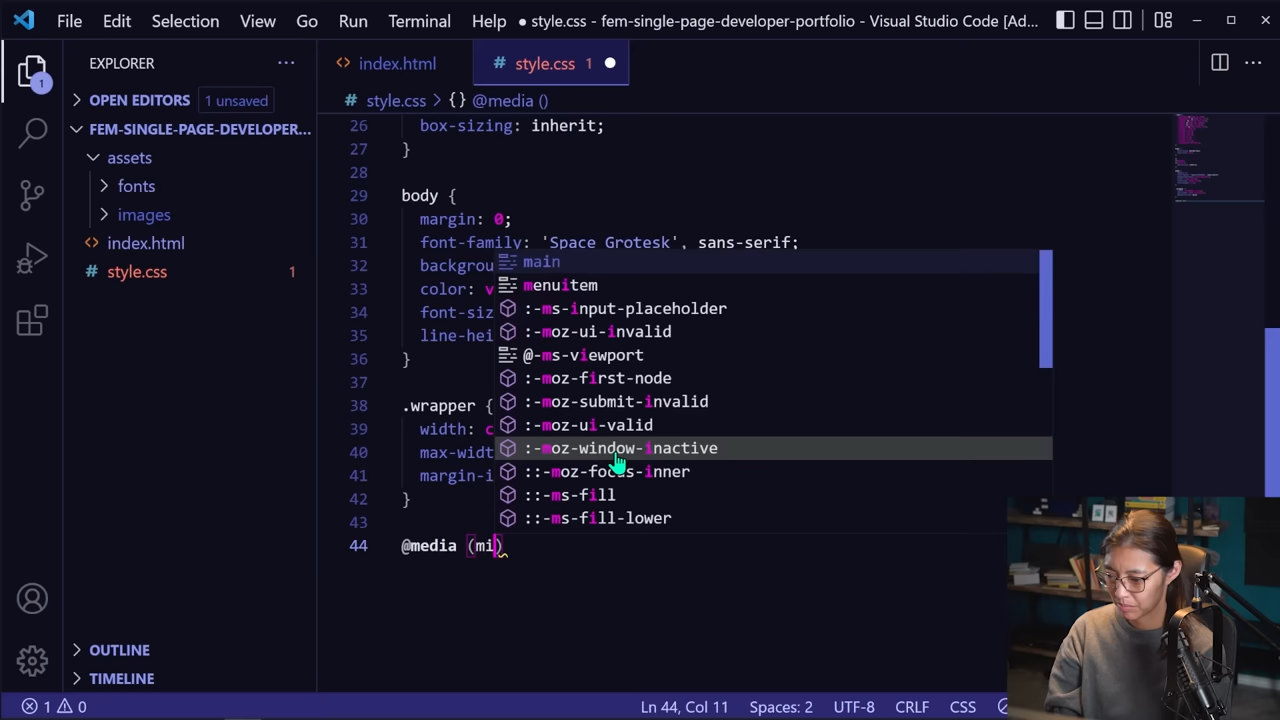 File Edit Selection View Go Run Terminal Help ● style.css - fem-single-page-developer-portfolio - Visual Studio Code [Ad...
EXPLORER ···
1
OPEN EDITORS 1 unsaved
FEM-SINGLE-PAGE-DEVELOPER...
assets
fonts
images
index.html
style.css 1
OUTLINE
TIMELINE
index.html
# style.css 1 ●
# style.css > {} @media ()
26 box-sizing: inherit;
27 }
28
29 body {
30 margin: 0;
31 font-family: 'Space Grotesk', sans-serif;
32 backgrou
33 color: v
34 font-siz
35 line-hei
36 }
37
38 .wrapper {
39 width: c
40 max-widt
41 margin-i
42 }
43
44 @media (mi)
main
menuitem
:-ms-input-placeholder
:-moz-ui-invalid
@-ms-viewport
:-moz-first-node
:-moz-submit-invalid
:-moz-ui-valid
:-moz-window-inactive
::-moz-focus-inner
::-ms-fill
::-ms-fill-lower
1 0 Ln 44, Col 11 Spaces: 2 UTF-8 CRLF CSS